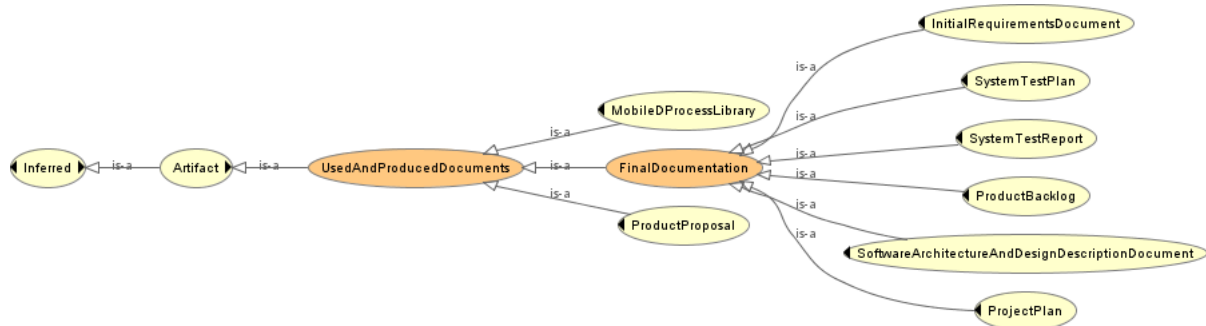 InitialRequirementsDocument
is-a
SystemTestPlan
is-a
MobileDProcessLibrary
is-a
SystemTestReport
is-a
Inferred
is-a
Artifact
is-a
UsedAndProducedDocuments
is-a
FinalDocumentation
is-a
ProductBacklog
is-a
is-a
ProductProposal
is-a
SoftwareArchitectureAndDesignDescriptionDocument
ProjectPlan